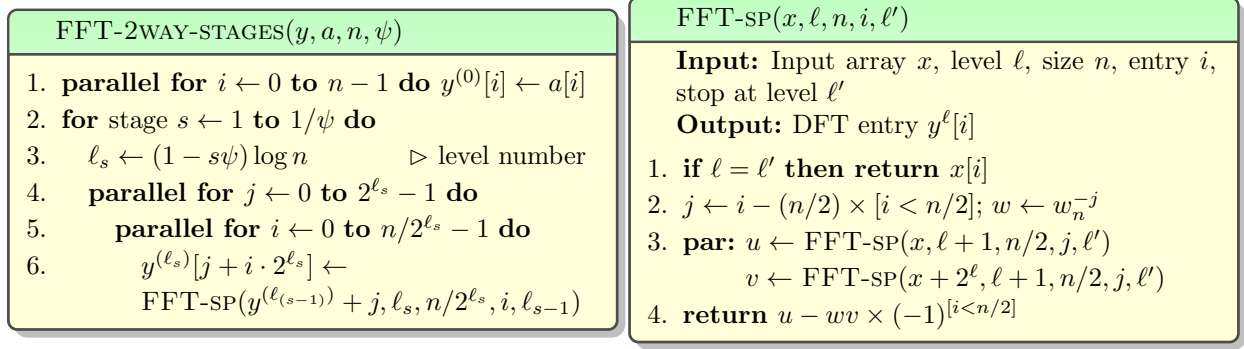 FFT-2WAY-STAGES(y, a, n, ψ)
1. parallel for i ← 0 to n − 1 do y^{(0)}[i] ← a[i]
2. for stage s ← 1 to 1/ψ do
3. ℓ_s ← (1 − sψ) log n ▷ level number
4. parallel for j ← 0 to 2^{ℓ_s} − 1 do
5. parallel for i ← 0 to n/2^{ℓ_s} − 1 do
6. y^{(ℓ_s)}[j + i · 2^{ℓ_s}] ←
FFT-SP(y^{(ℓ_{(s−1)})} + j, ℓ_s, n/2^{ℓ_s}, i, ℓ_{s−1})
FFT-SP(x, ℓ, n, i, ℓ′)
Input: Input array x, level ℓ, size n, entry i,
stop at level ℓ′
Output: DFT entry y^ℓ[i]
1. if ℓ = ℓ′ then return x[i]
2. j ← i − (n/2) × [i < n/2]; w ← w_n^{−j}
3. par: u ← FFT-SP(x, ℓ + 1, n/2, j, ℓ′)
v ← FFT-SP(x + 2^ℓ, ℓ + 1, n/2, j, ℓ′)
4. return u − wv × (−1)^{[i<n/2]}